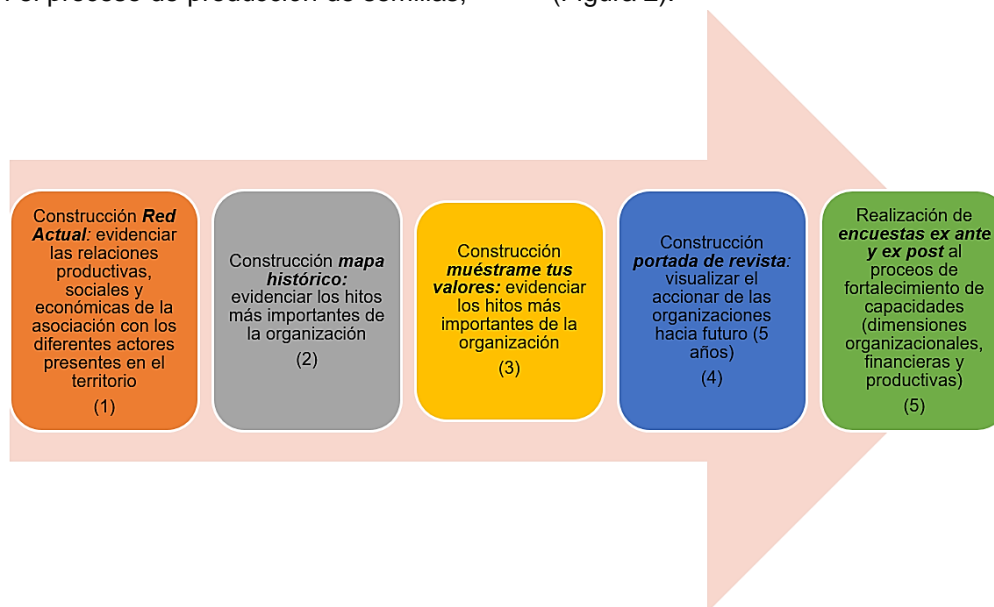 el proceso de producción de semillas, (Figura 2).
Construcción Red
Actual: evidenciar
las relaciones
productivas,
sociales y
económicas de la
asociación con los
diferentes actores
presentes en el
territorio
(1)
Construcción mapa
histórico:
evidenciar los hitos
más importantes de
la organización
(2)
Construcción
muéstrame tus
valores: evidenciar
los hitos más
importantes de la
organización
(3)
Construcción
portada de revista:
visualizar el
accionar de las
organizaciones
hacia futuro (5
años)
(4)
Realización de
encuestas ex ante
y ex post al
proceos de
fortalecimiento de
capacidades
(dimensiones
organizacionales,
financieras y
productivas)
(5)